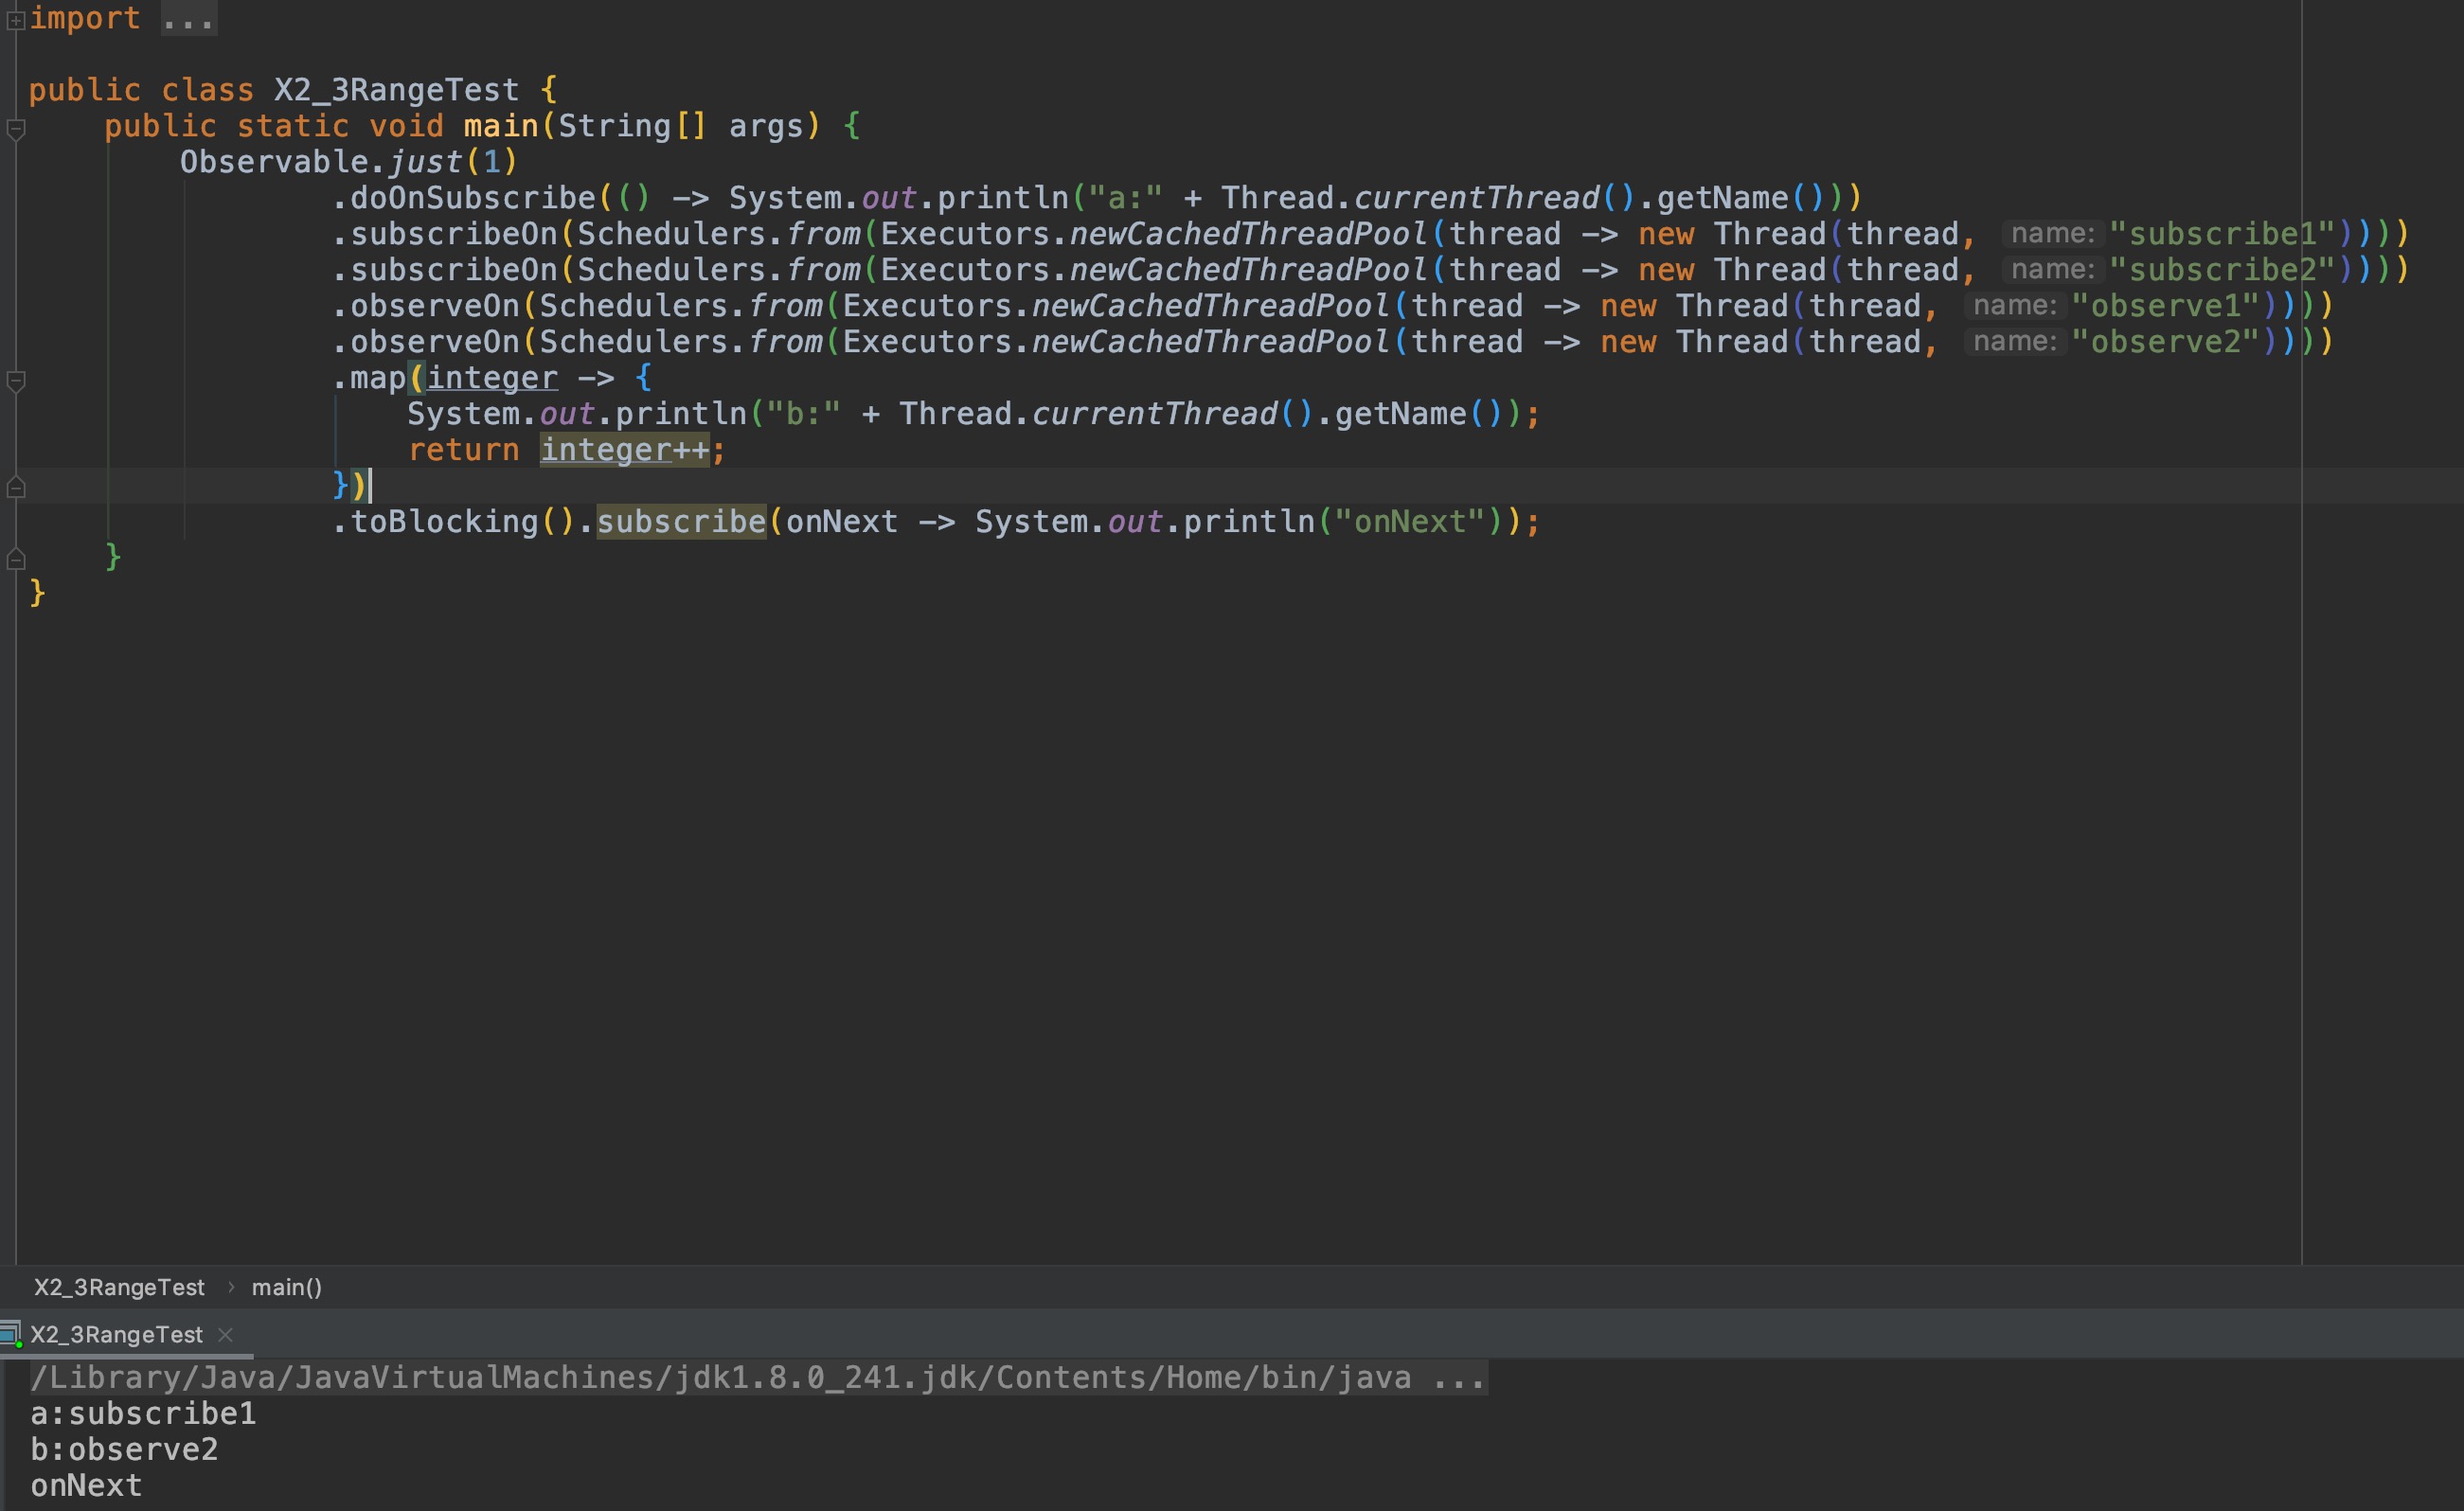 import ...
public class X2_3RangeTest {
public static void main(String[] args) {
Observable.just(1)
.doOnSubscribe(() -> System.out.println("a:" + Thread.currentThread().getName()))
.subscribeOn(Schedulers.from(Executors.newCachedThreadPool(thread -> new Thread(thread, name: "subscribe1"))))
.subscribeOn(Schedulers.from(Executors.newCachedThreadPool(thread -> new Thread(thread, name: "subscribe2"))))
.observeOn(Schedulers.from(Executors.newCachedThreadPool(thread -> new Thread(thread, name: "observe1"))))
.observeOn(Schedulers.from(Executors.newCachedThreadPool(thread -> new Thread(thread, name: "observe2"))))
.map(integer -> {
System.out.println("b:" + Thread.currentThread().getName());
return integer++;
})
.toBlocking().subscribe(onNext -> System.out.println("onNext"));
}
}
X2_3RangeTest › main()
X2_3RangeTest ×
/Library/Java/JavaVirtualMachines/jdk1.8.0_241.jdk/Contents/Home/bin/java ...
a:subscribe1
b:observe2
onNext